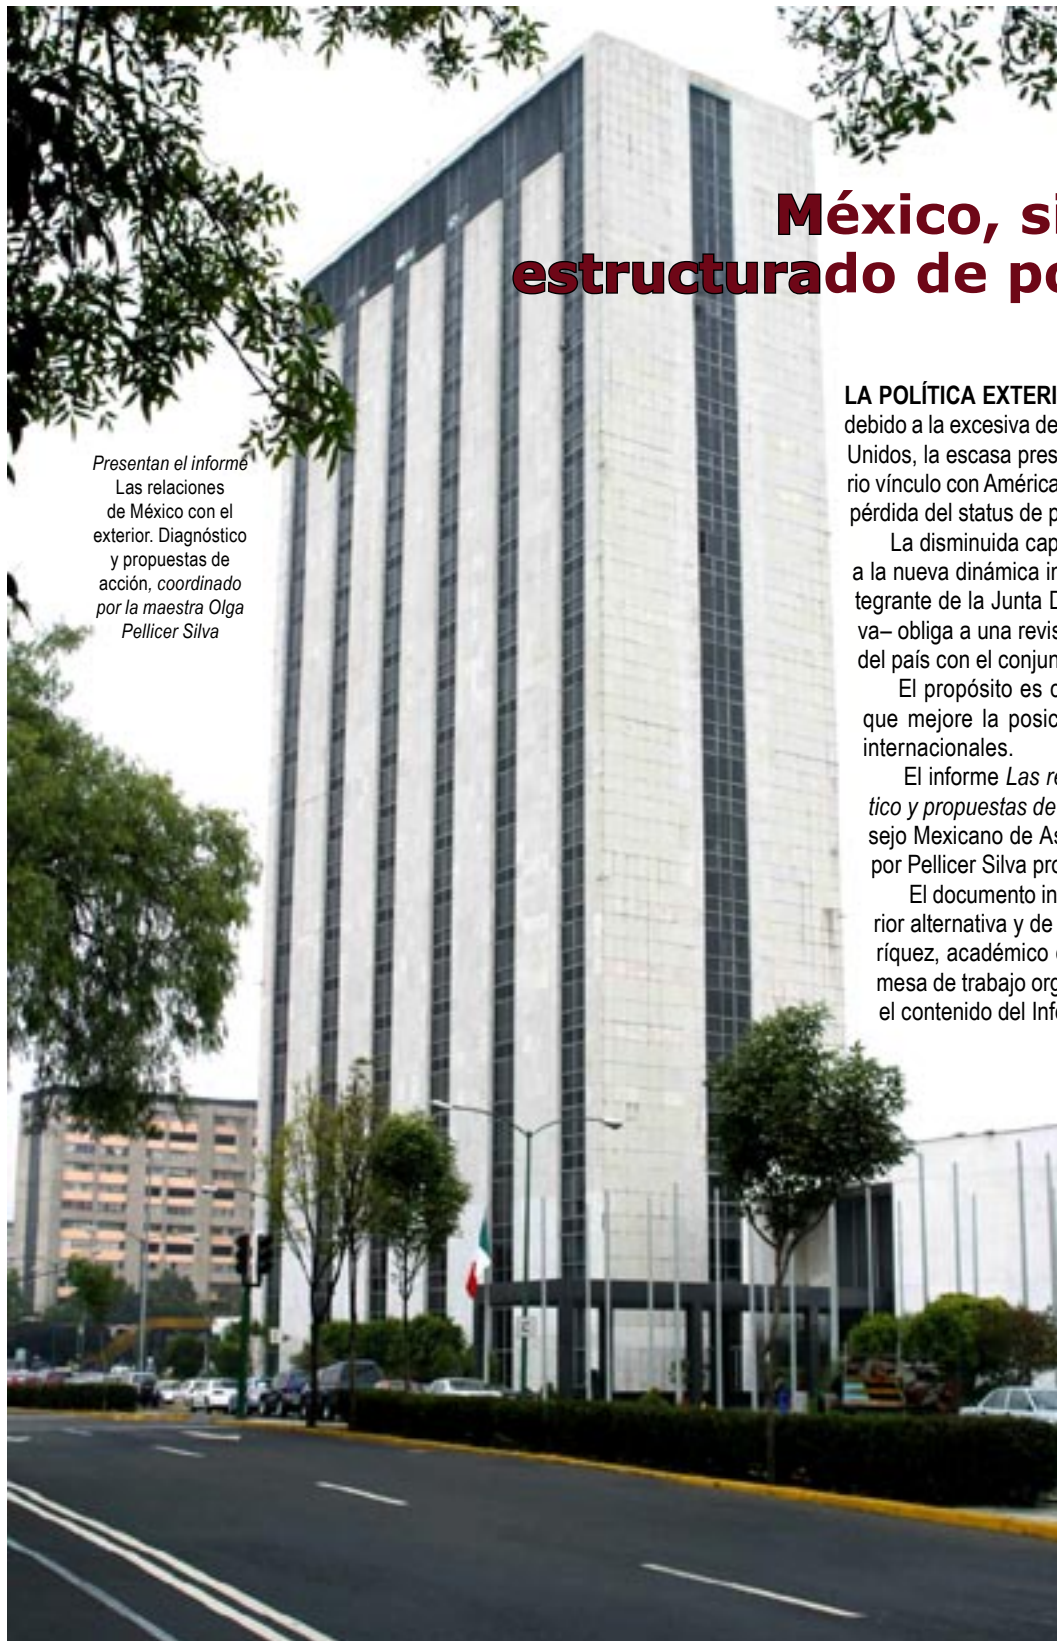 México, si
estructurado de po
Presentan el informe
Las relaciones
de México con el
exterior. Diagnóstico
y propuestas de
acción, coordinado
por la maestra Olga
Pellicer Silva
LA POLÍTICA EXTERI
debido a la excesiva de
Unidos, la escasa pres
rio vínculo con América
pérdida del status de p
La disminuida cap
a la nueva dinámica in
tegrante de la Junta D
va– obliga a una revis
del país con el conjun
El propósito es c
que mejore la posic
internacionales.
El informe Las re
tico y propuestas de
sejo Mexicano de As
por Pellicer Silva pro
El documento in
rior alternativa y de
ríquez, académico
mesa de trabajo org
el contenido del Inf